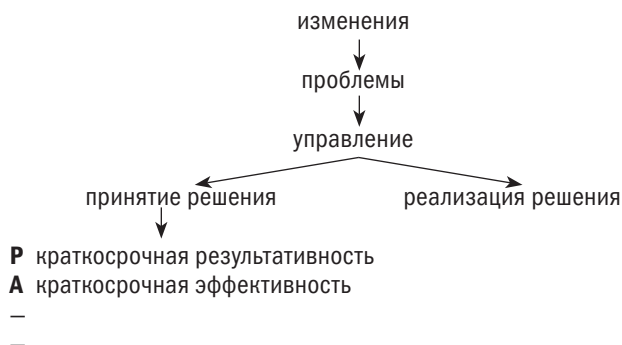 изменения
проблемы
управление
принятие решения реализация решения
P краткосрочная результативность
A краткосрочная эффективность
–
–